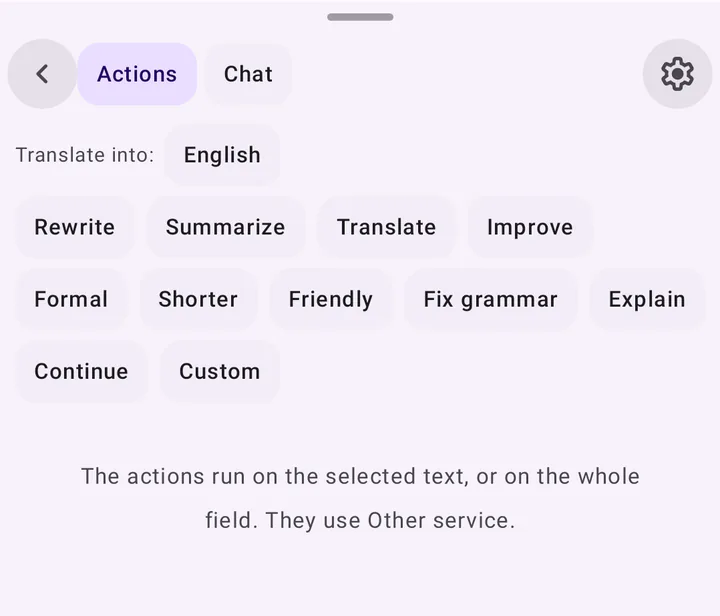 Actions Chat
Translate into: English
Rewrite Summarize Translate Improve
Formal Shorter Friendly Fix grammar Explain
Continue Custom
The actions run on the selected text, or on the whole
field. They use Other service.